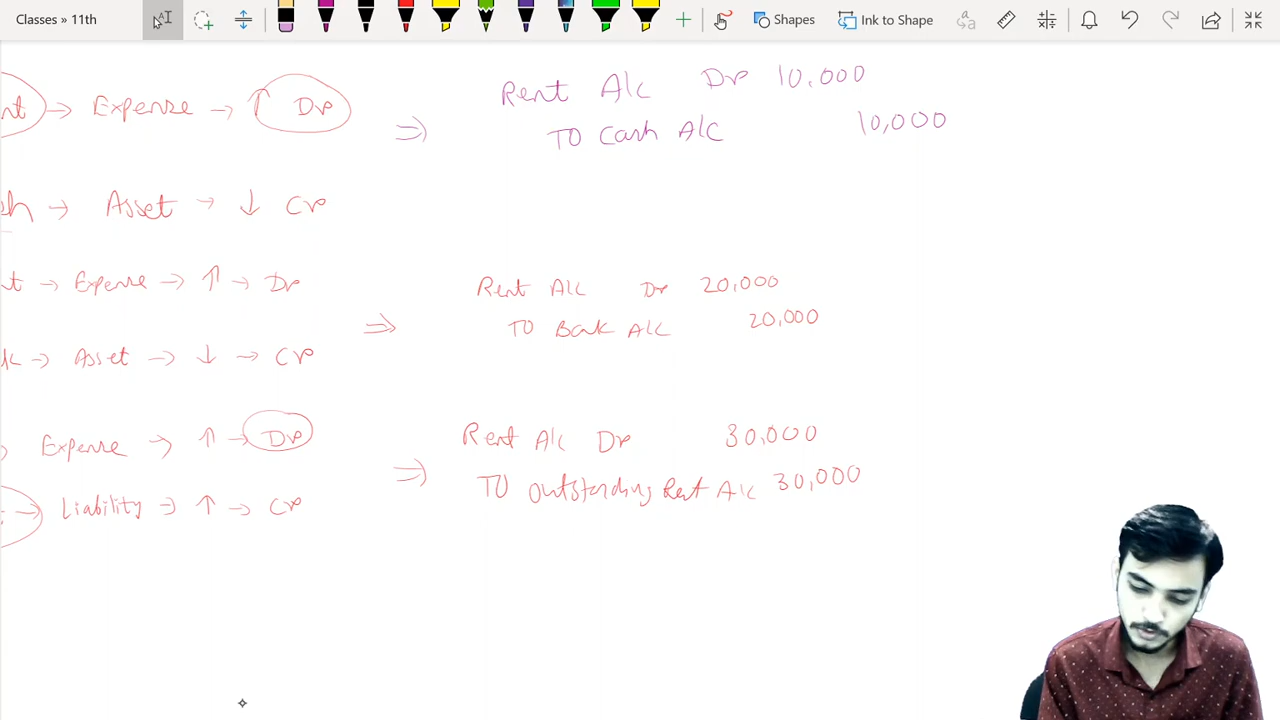 Classes » 11th
Shapes
Ink to Shape
nt → Expense → ↑ Dr
Rent A/c Dr 10,000
⇒
To Cash A/c 10,000
sh → Asset → ↓ Cr
t → Expense → ↑ → Dr
Rent A/c Dr 20,000
⇒
To Bank A/c 20,000
k → Asset → ↓ → Cr
→ Expense → ↑ → Dr
Rent A/c Dr 30,000
⇒
To Outstanding Rent A/c 30,000
→ Liability → ↑ → Cr